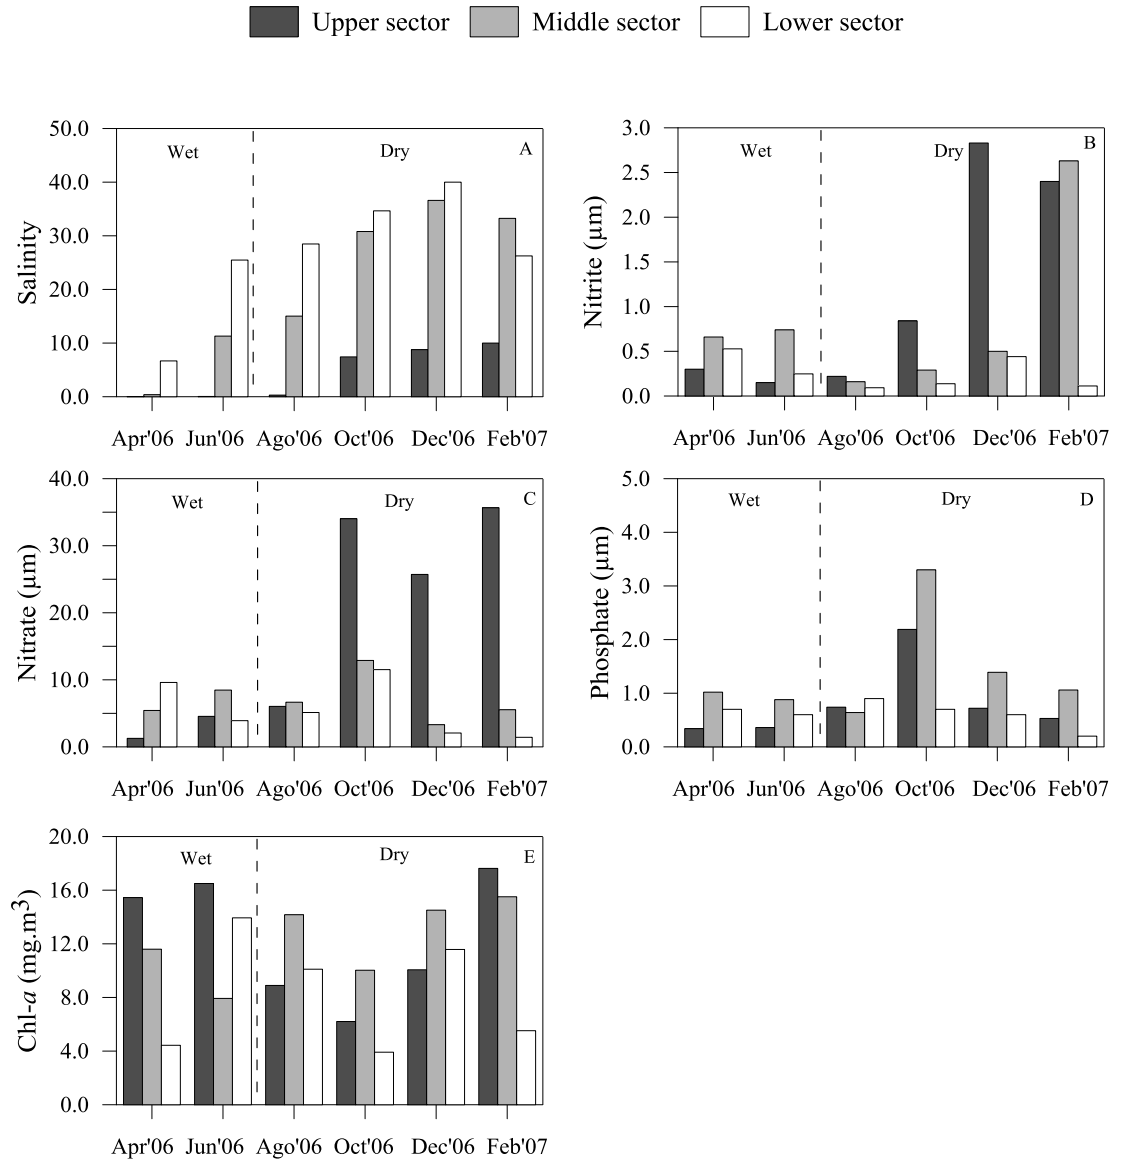 Upper sector Middle sector Lower sector
50.0
40.0
30.0
20.0
10.0
0.0
Salinity
Wet Dry A
Apr'06 Jun'06 Ago'06 Oct'06 Dec'06 Feb'07
3.0
2.5
2.0
1.5
1.0
0.5
0.0
Nitrite (µm)
Wet Dry B
Apr'06 Jun'06 Ago'06 Oct'06 Dec'06 Feb'07
40.0
30.0
20.0
10.0
0.0
Nitrate (µm)
Wet Dry C
Apr'06 Jun'06 Ago'06 Oct'06 Dec'06 Feb'07
5.0
4.0
3.0
2.0
1.0
0.0
Phosphate (µm)
Wet Dry D
Apr'06 Jun'06 Ago'06 Oct'06 Dec'06 Feb'07
20.0
16.0
12.0
8.0
4.0
0.0
Chl-a (mg.m3)
Wet Dry E
Apr'06 Jun'06 Ago'06 Oct'06 Dec'06 Feb'07